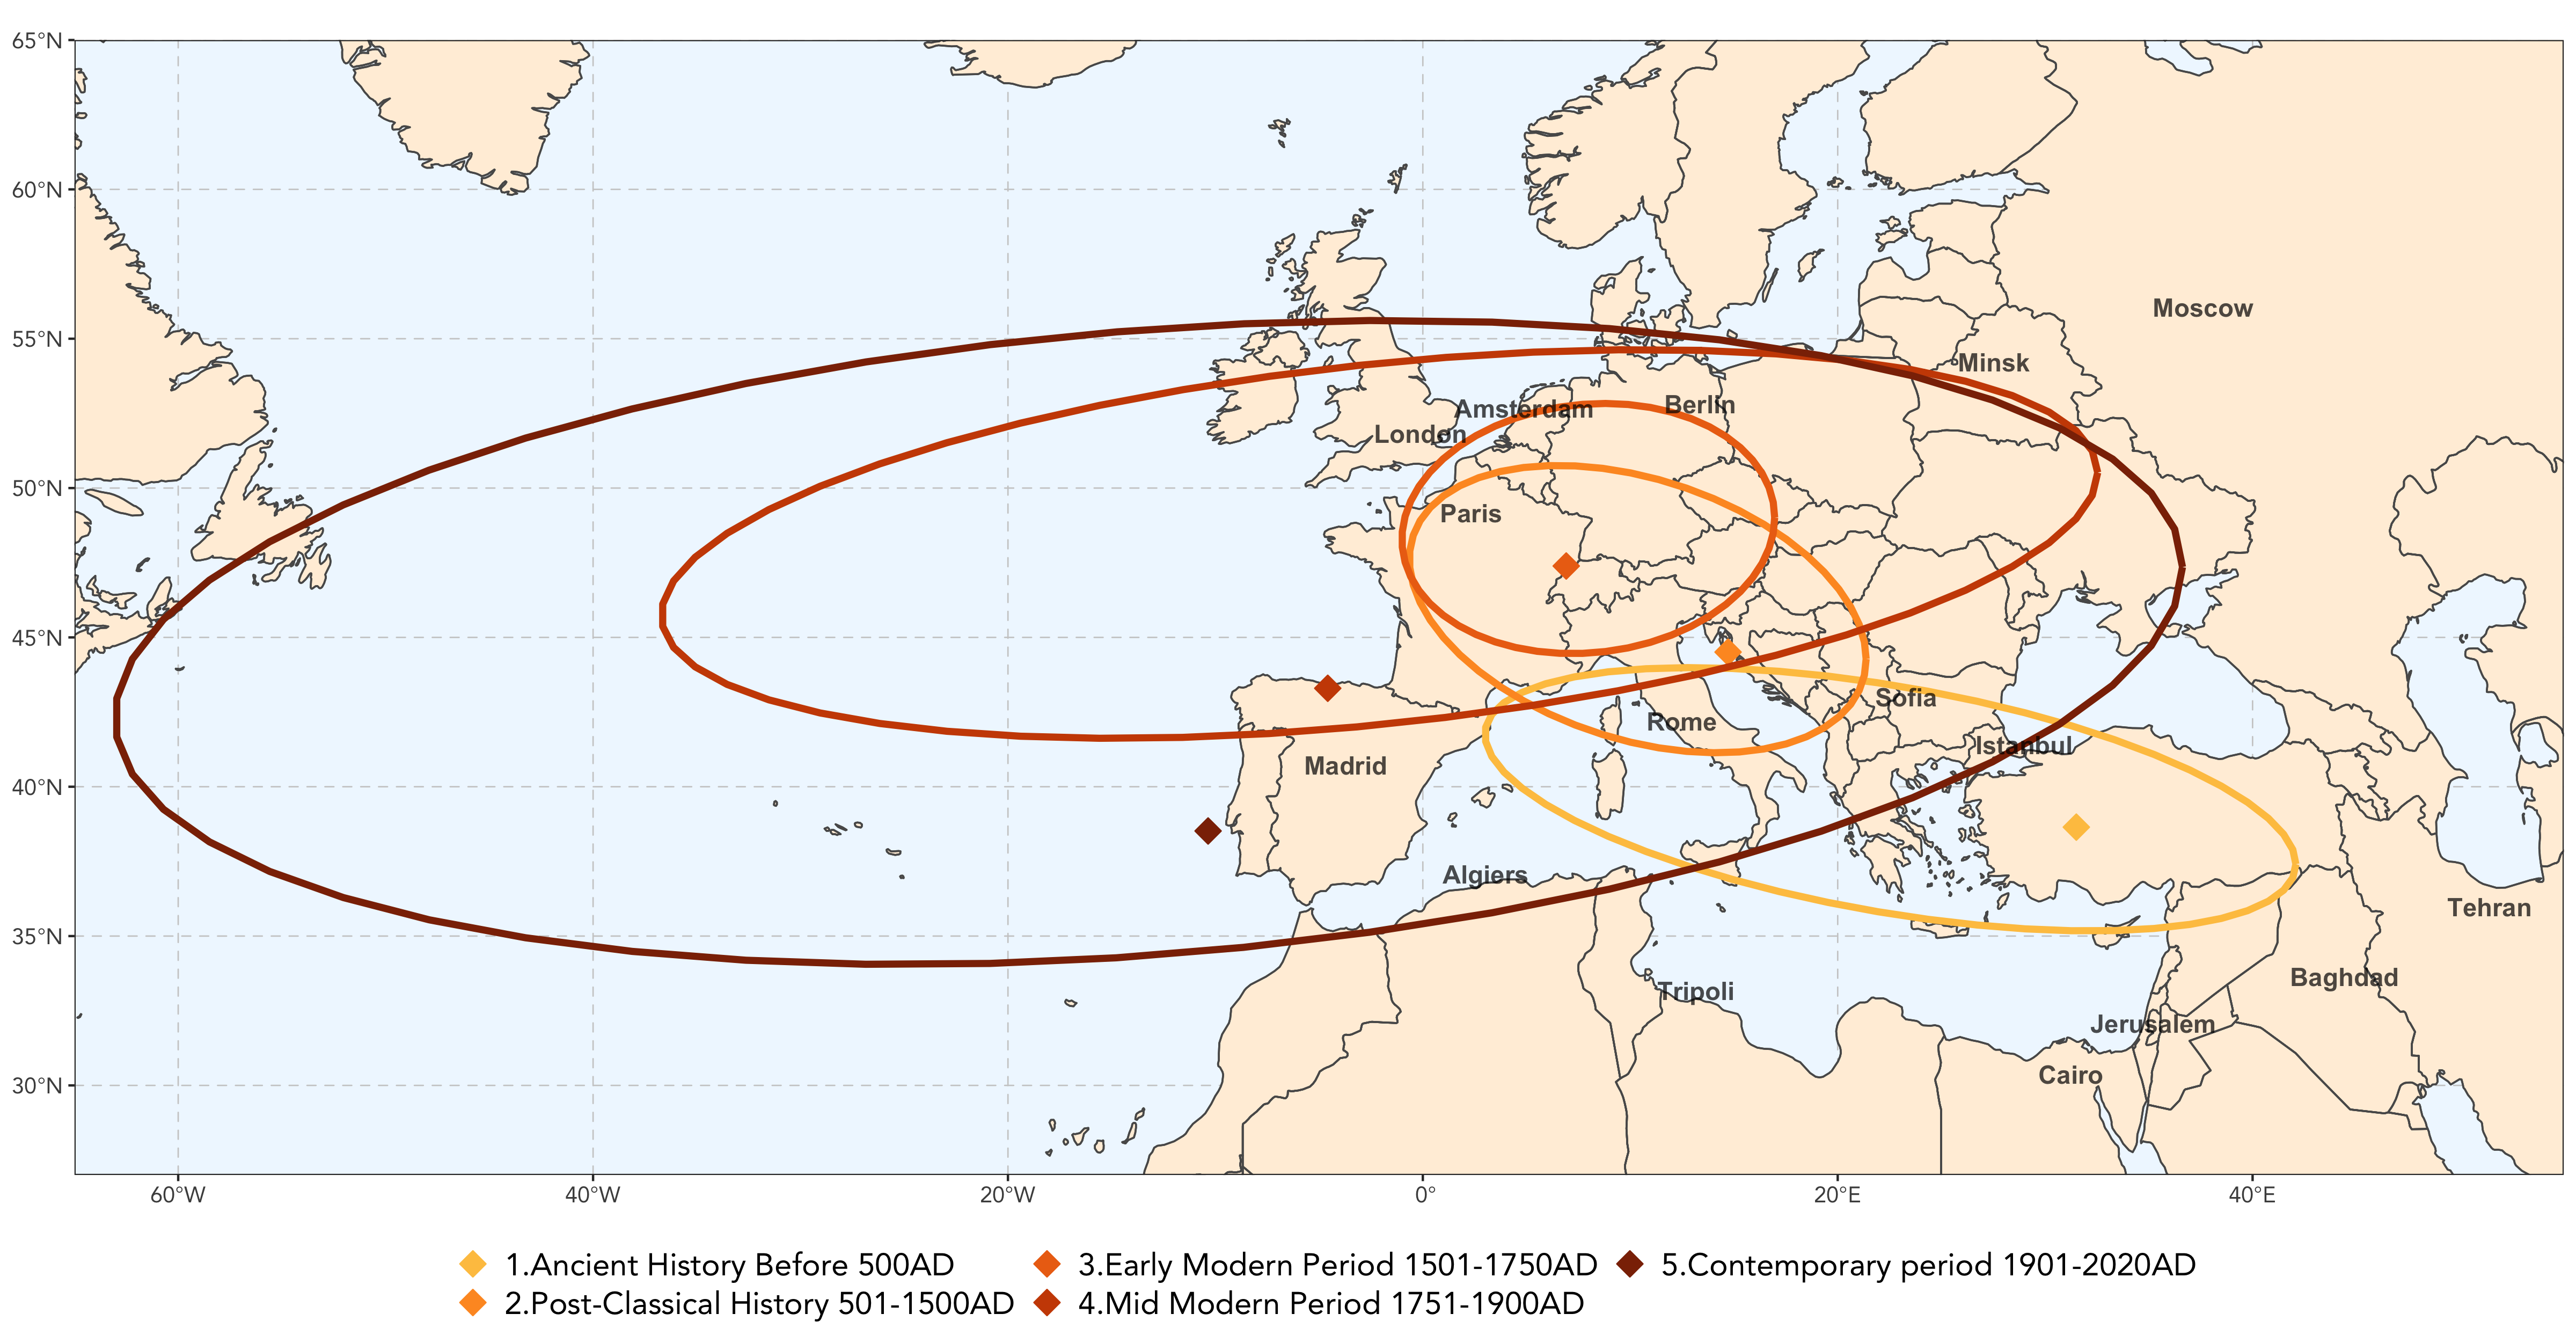 65°N
60°N
55°N
50°N
45°N
40°N
35°N
30°N
Moscow
Minsk
Berlin
Amsterdam
London
Paris
Sofia
Rome
Istanbul
Madrid
Algiers
Tehran
Baghdad
Tripoli
Jerusalem
Cairo
60°W 40°W 20°W 0° 20°E 40°E
1.Ancient History Before 500AD 3.Early Modern Period 1501-1750AD 5.Contemporary period 1901-2020AD
2.Post-Classical History 501-1500AD 4.Mid Modern Period 1751-1900AD